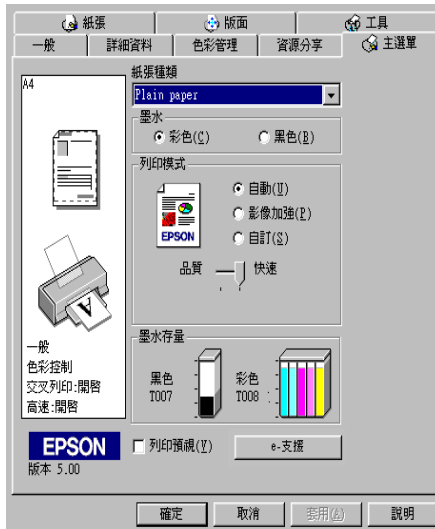 紙張 版面 工具
一般 詳細資料 色彩管理 資源分享 主選單
A4
紙張種類
Plain paper
墨水
彩色(C) 黑色(B)
列印模式
自動(U)
影像加強(P)
自訂(S)
EPSON
品質 快速
墨水存量
黑色 彩色
T007 T008 :
一般
色彩控制
交叉列印:開啓
高速:開啓
EPSON
版本 5.00
列印預視(Y) e-支援
確定 取消 套用(A) 說明